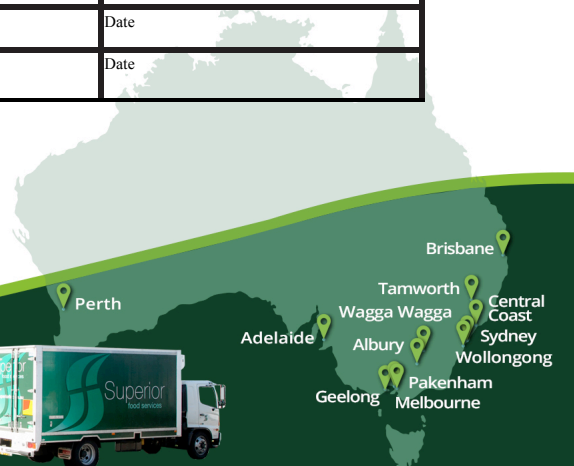 Date
Date
Brisbane
Tamworth
Central
Coast
Wagga Wagga
Perth
Sydney
Adelaide
Albury
Wollongong
Pakenham
Geelong
Melbourne
Superior
food services